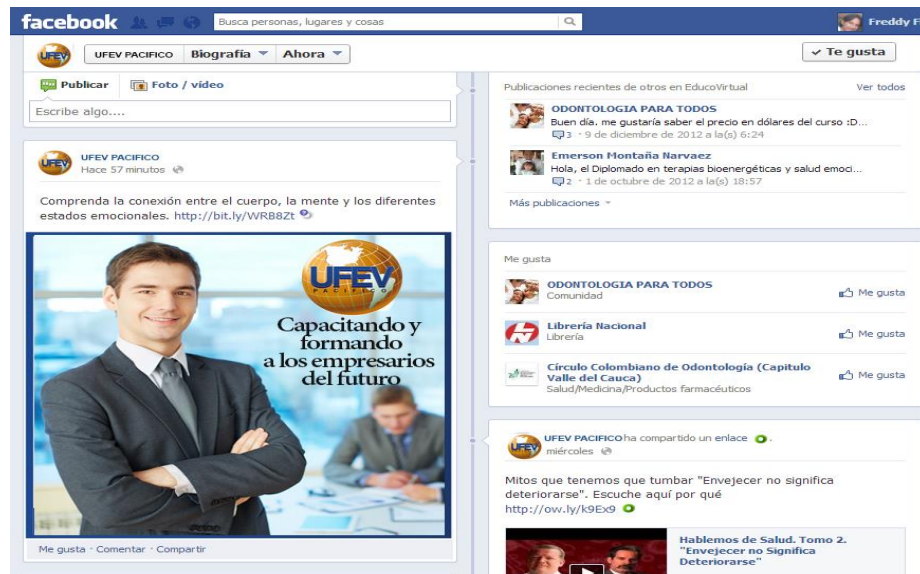 facebook
Busca personas, lugares y cosas
Freddy F
UFEV
UFEV PACIFICO
Biografía
Ahora
Te gusta
Publicar
Foto / vídeo
Escribe algo....
UFEV
UFEV PACIFICO
Hace 57 minutos
Comprenda la conexión entre el cuerpo, la mente y los diferentes
estados emocionales. http://bit.ly/WRB8Zt
UFEV
PACIFICO
Capacitando y
formando
a los empresarios
del futuro
Me gusta · Comentar · Compartir
Publicaciones recientes de otros en EducoVirtual
Ver todos
ODONTOLOGIA PARA TODOS
Buen día. me gustaría saber el precio en dólares del curso :D...
3 · 9 de diciembre de 2012 a la(s) 6:24
Emerson Montaña Narvaez
Hola, el Diplomado en terapias bioenergéticas y salud emoci...
2 · 1 de octubre de 2012 a la(s) 18:57
Más publicaciones
Me gusta
ODONTOLOGIA PARA TODOS
Comunidad
Me gusta
Librería Nacional
Librería
Me gusta
Círculo Colombiano de Odontología (Capitulo
Valle del Cauca)
Salud/Medicina/Productos farmacéuticos
Me gusta
UFEV
UFEV PACIFICO ha compartido un enlace
miércoles
Mitos que tenemos que tumbar "Envejecer no significa
deteriorarse". Escuche aquí por qué
http://ow.ly/k9Ex9
Hablemos de Salud. Tomo 2.
"Envejecer no Significa
Deteriorarse"